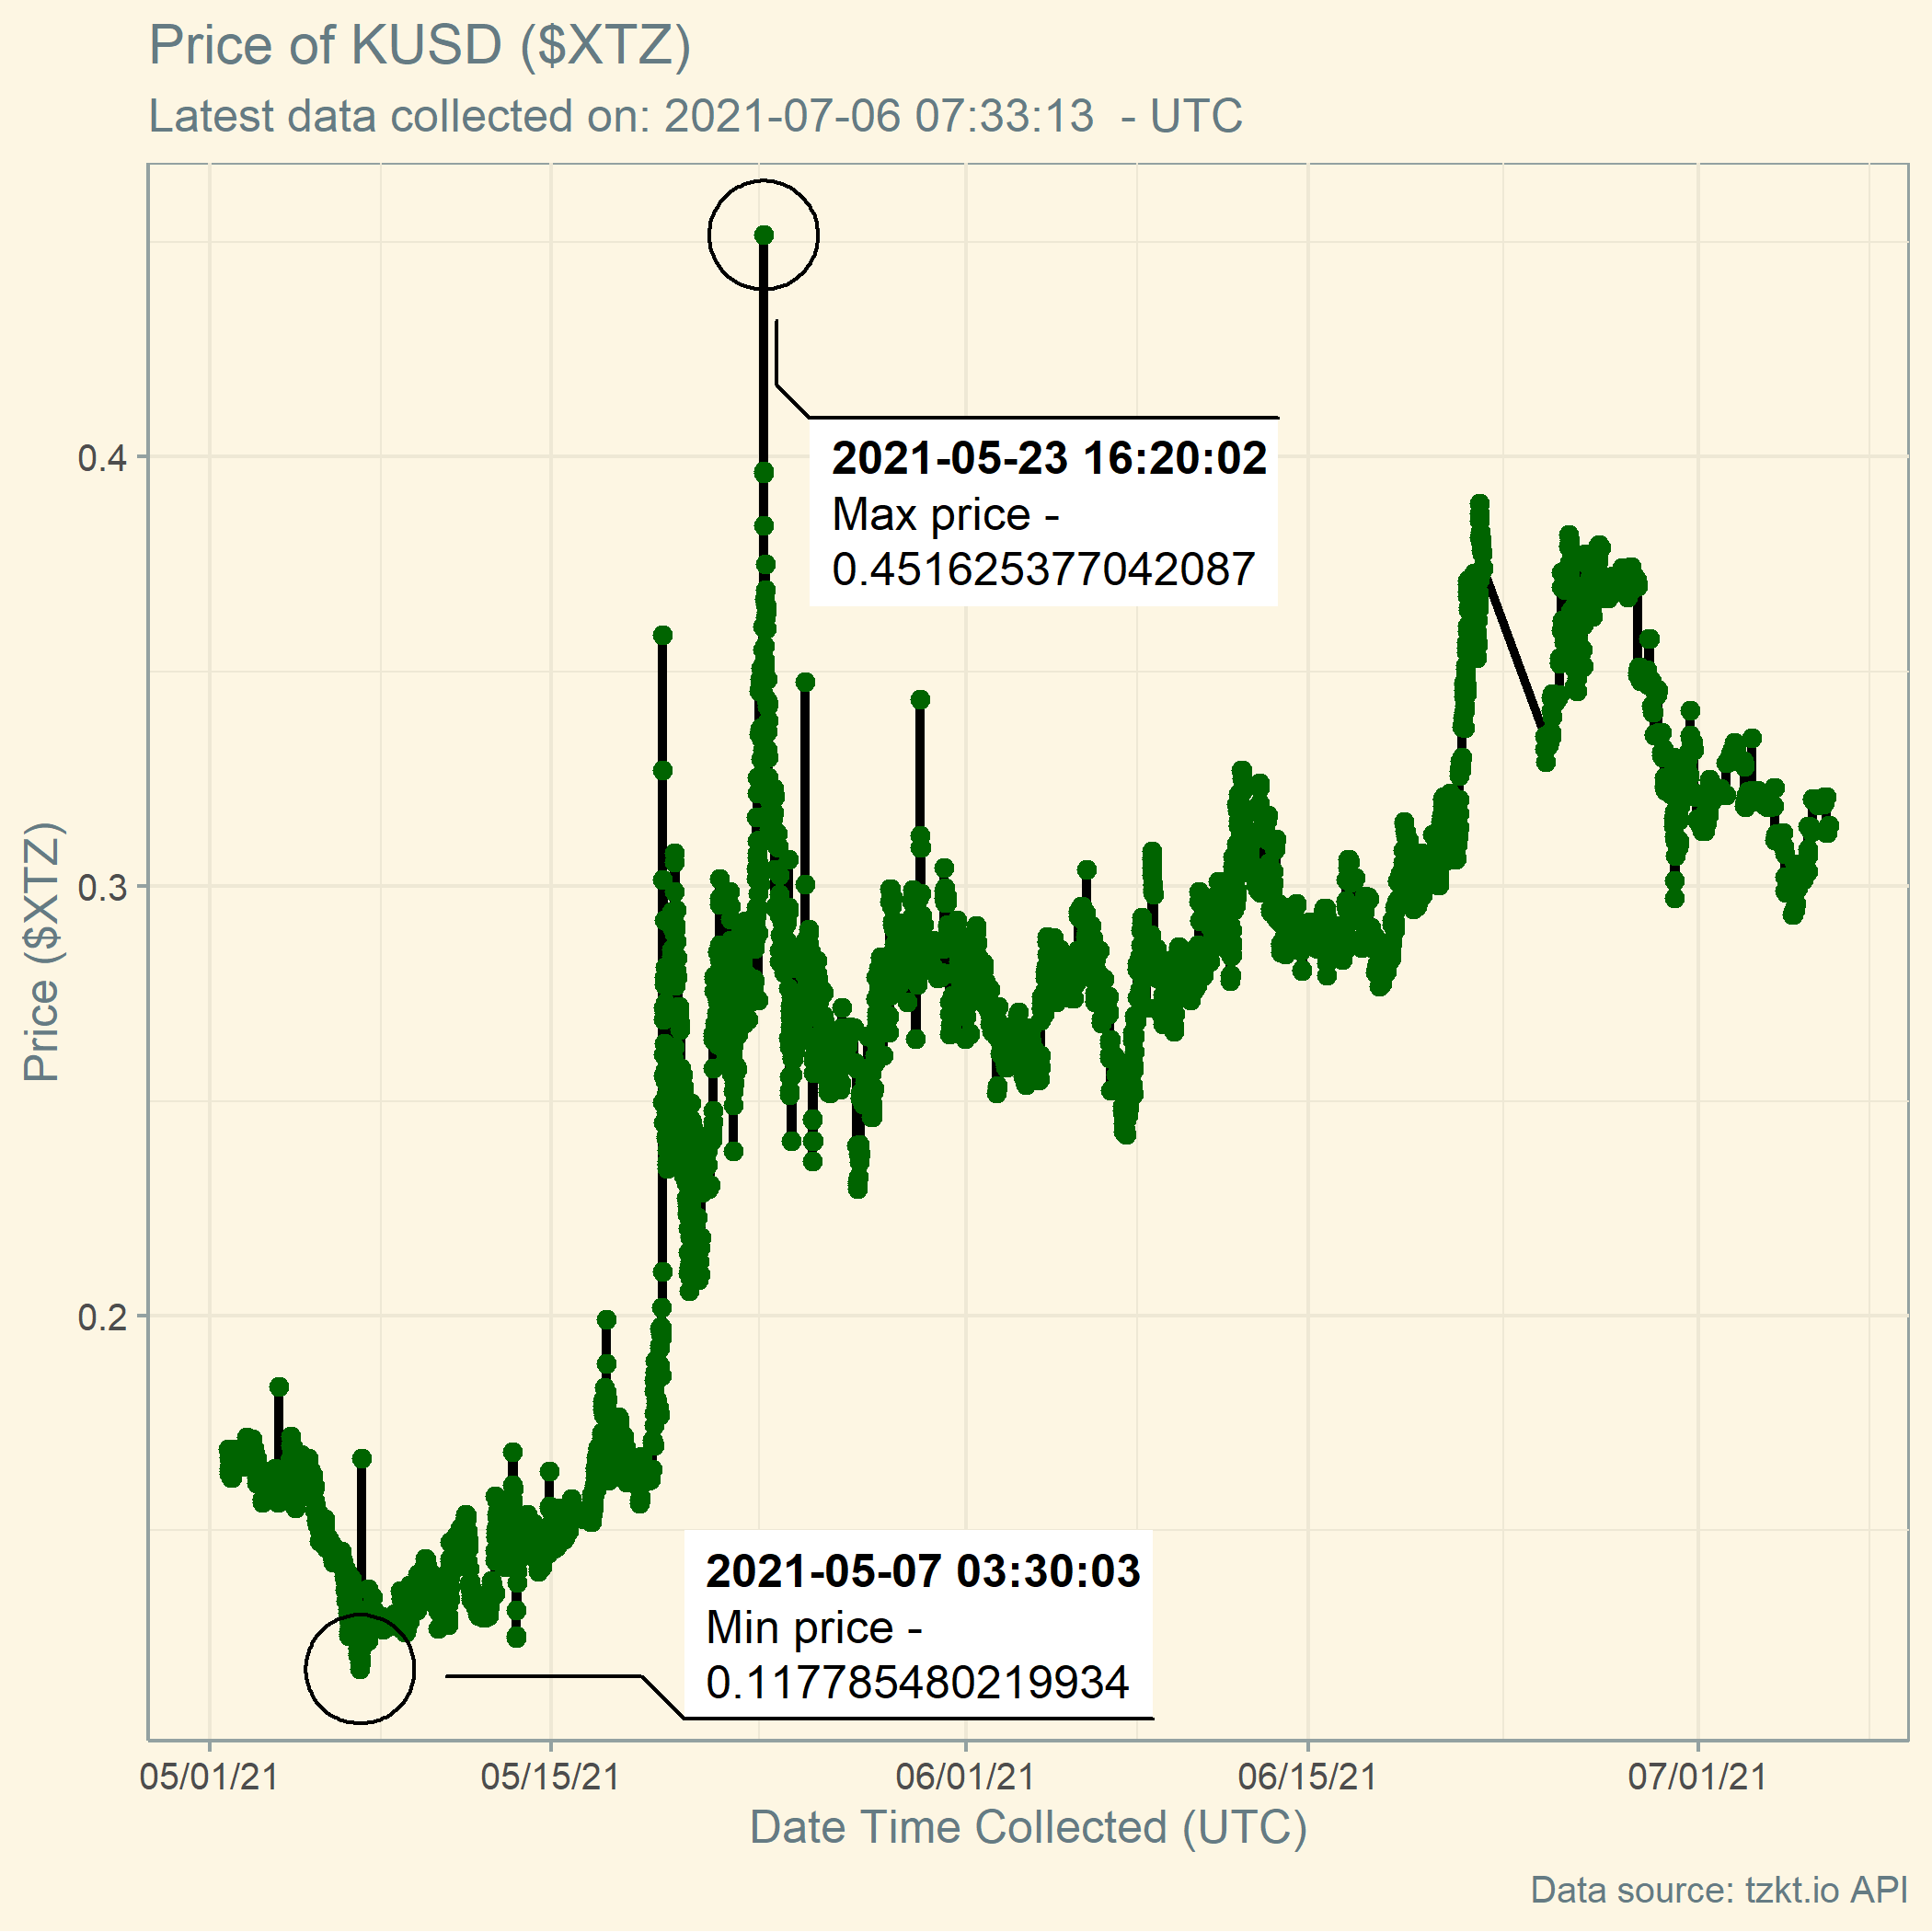 Price of KUSD ($XTZ)
Latest data collected on: 2021-07-06 07:33:13  - UTC
2021-05-23 16:20:02
Max price -
0.451625377042087
0.4
0.3
0.2
Price ($XTZ)
2021-05-07 03:30:03
Min price -
0.117785480219934
05/01/21
05/15/21
06/01/21
06/15/21
07/01/21
Date Time Collected (UTC)
Data source: tzkt.io API